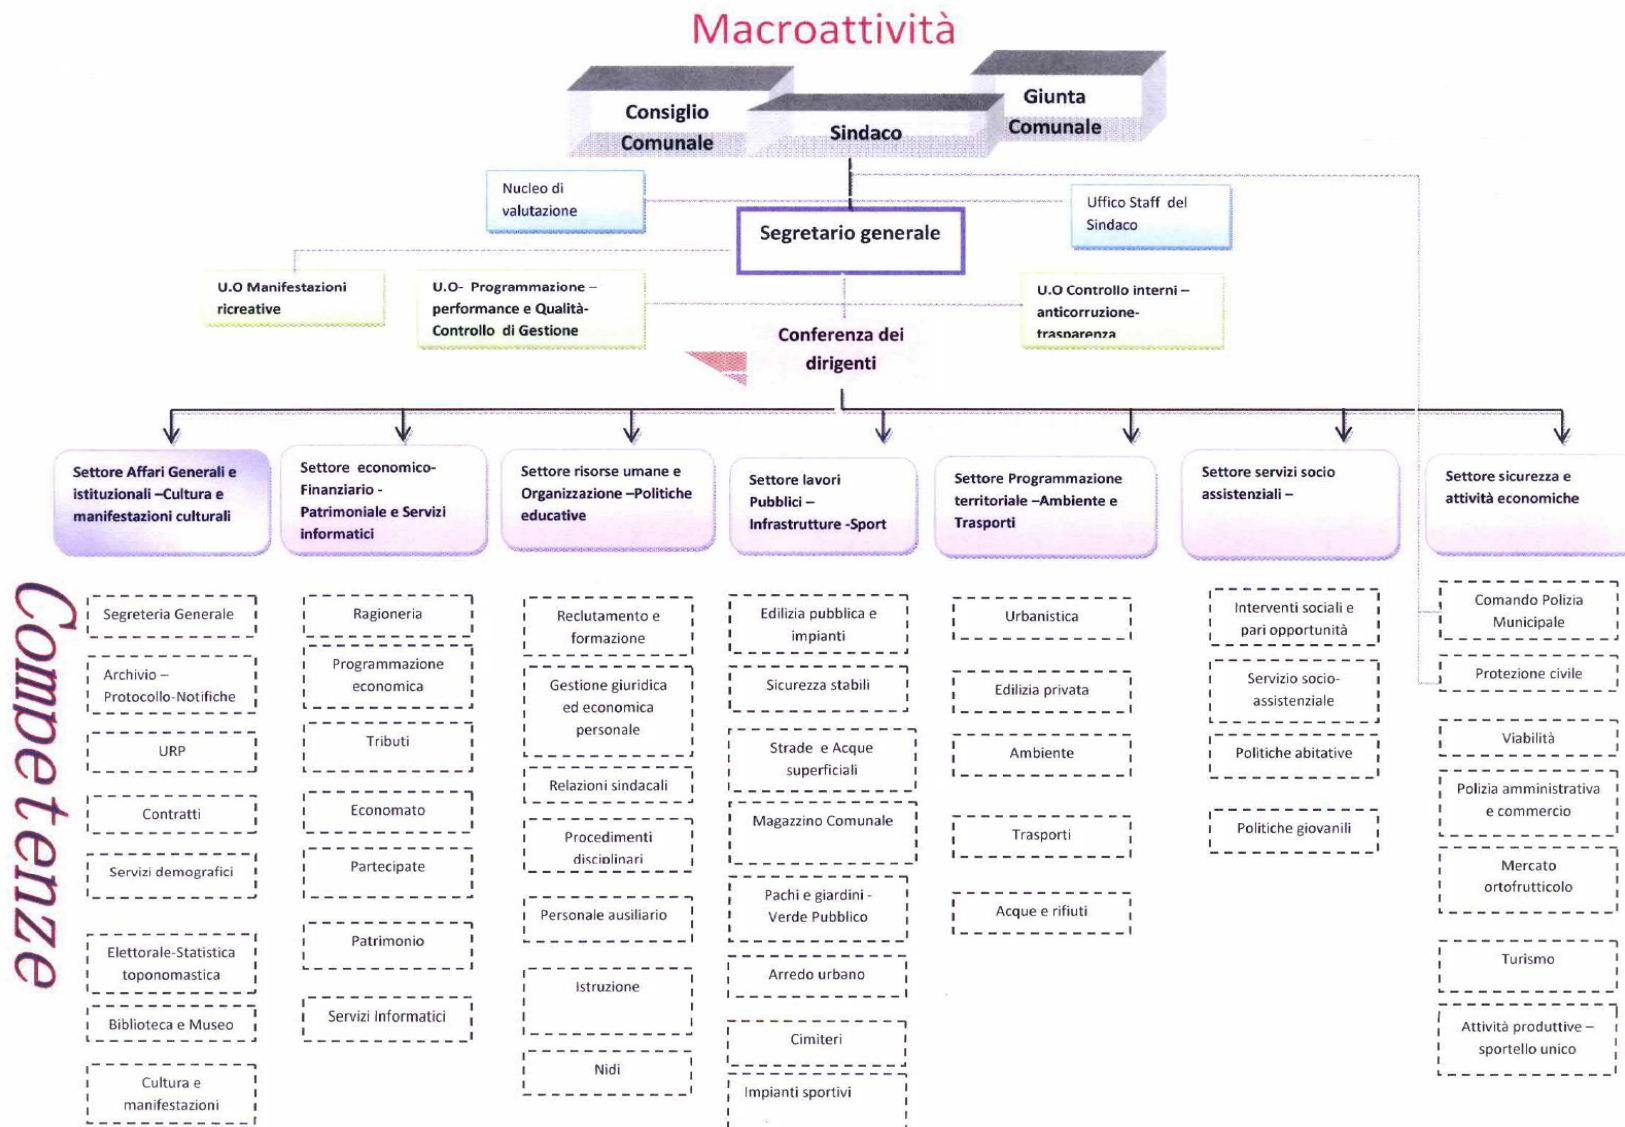 Macroattività
Consiglio
Comunale
Sindaco
Giunta
Comunale
Nucleo di
valutazione
Uffico Staff del
Sindaco
Segretario generale
U.O Manifestazioni
ricreative
U.O- Programmazione –
performance e Qualità-
Controllo di Gestione
U.O Controllo interni –
anticorruzione-
trasparenza
Conferenza dei
dirigenti
Settore Affari Generali e
istituzionali –Cultura e
manifestazioni culturali
Settore economico-
Finanziario -
Patrimoniale e Servizi
informatici
Settore risorse umane e
Organizzazione –Politiche
educative
Settore lavori
Pubblici –
Infrastrutture -Sport
Settore Programmazione
territoriale –Ambiente e
Trasporti
Settore servizi socio
assistenziali –
Settore sicurezza e
attività economiche
Competenze
Segreteria Generale
Archivio –
Protocollo-Notifiche
URP
Contratti
Servizi demografici
Elettorale-Statistica
toponomastica
Biblioteca e Museo
Cultura e
manifestazioni
Ragioneria
Programmazione
economica
Tributi
Economato
Partecipate
Patrimonio
Servizi Informatici
Reclutamento e
formazione
Gestione giuridica
ed economica
personale
Relazioni sindacali
Procedimenti
disciplinari
Personale ausiliario
Istruzione
Nidi
Edilizia pubblica e
impianti
Sicurezza stabili
Strade e Acque
superficiali
Magazzino Comunale
Pachi e giardini -
Verde Pubblico
Arredo urbano
Cimiteri
Impianti sportivi
Urbanistica
Edilizia privata
Ambiente
Trasporti
Acque e rifiuti
Interventi sociali e
pari opportunità
Servizio socio-
assistenziale
Politiche abitative
Politiche giovanili
Comando Polizia
Municipale
Protezione civile
Viabilità
Polizia amministrativa
e commercio
Mercato
ortofrutticolo
Turismo
Attività produttive –
sportello unico